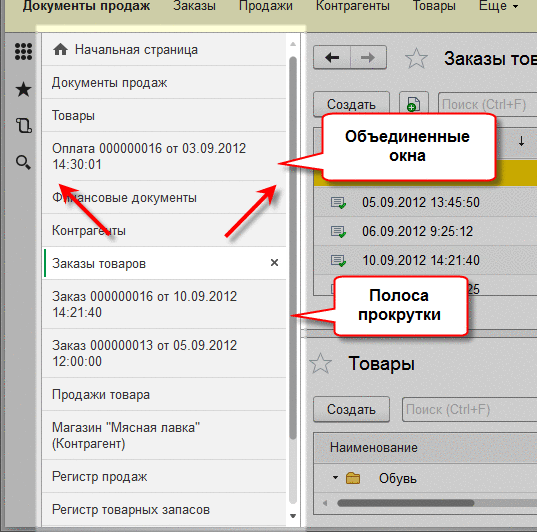 Документы продаж Заказы Продажи Контрагенты Товары Еще
Начальная страница
Документы продаж
Товары
Оплата 000000016 от 03.09.2012
14:30:01
Финансовые документы
Контрагенты
Заказы товаров
Заказ 000000016 от 10.09.2012
14:21:40
Заказ 000000013 от 05.09.2012
12:00:00
Продажи товара
Магазин "Мясная лавка"
(Контрагент)
Регистр продаж
Регистр товарных запасов
Объединенные
окна
Полоса
прокрутки
Заказы тов
Создать Поиск (Ctrl+F)
05.09.2012 13:45:50
06.09.2012 9:25:12
10.09.2012 14:21:40
25
Товары
Создать Поиск (Ctrl+F)
Наименование
Обувь